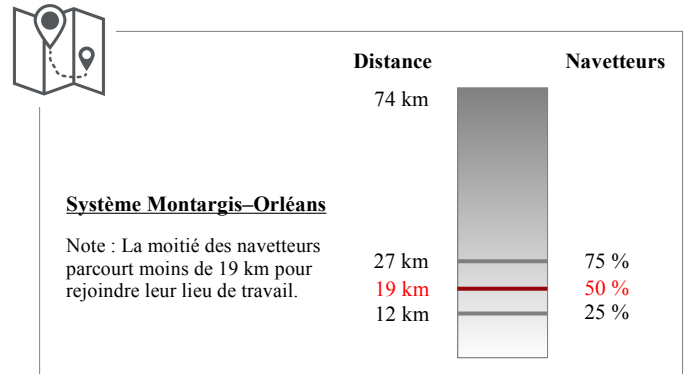 Distance Navetteurs
74 km
Système Montargis–Orléans
Note : La moitié des navetteurs
parcourt moins de 19 km pour
rejoindre leur lieu de travail.
27 km 75 %
19 km 50 %
12 km 25 %